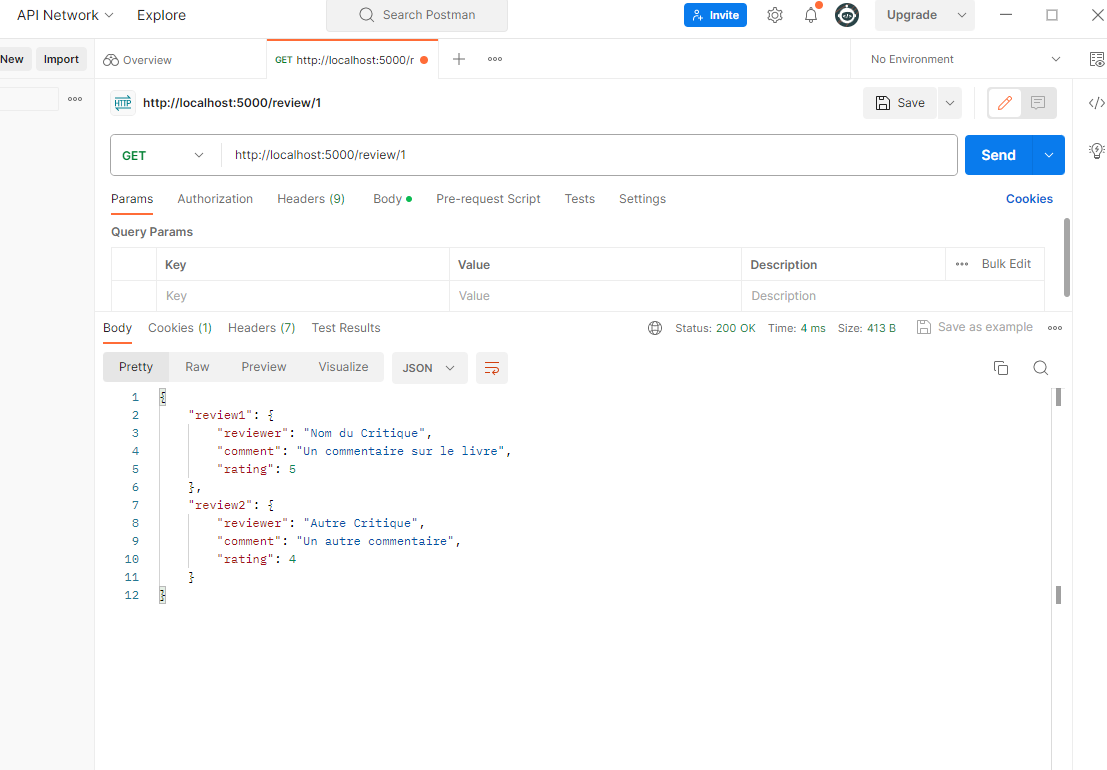 API Network Explore Search Postman Invite Upgrade
New Import Overview GET http://localhost:5000/r No Environment
HTTP http://localhost:5000/review/1 Save
GET http://localhost:5000/review/1 Send
Params Authorization Headers (9) Body Pre-request Script Tests Settings Cookies
Query Params
Key Value Description Bulk Edit
Key Value Description
Body Cookies (1) Headers (7) Test Results Status: 200 OK Time: 4 ms Size: 413 B Save as example
Pretty Raw Preview Visualize JSON
1 {
2 "review1": {
3 "reviewer": "Nom du Critique",
4 "comment": "Un commentaire sur le livre",
5 "rating": 5
6 },
7 "review2": {
8 "reviewer": "Autre Critique",
9 "comment": "Un autre commentaire",
10 "rating": 4
11 }
12 }